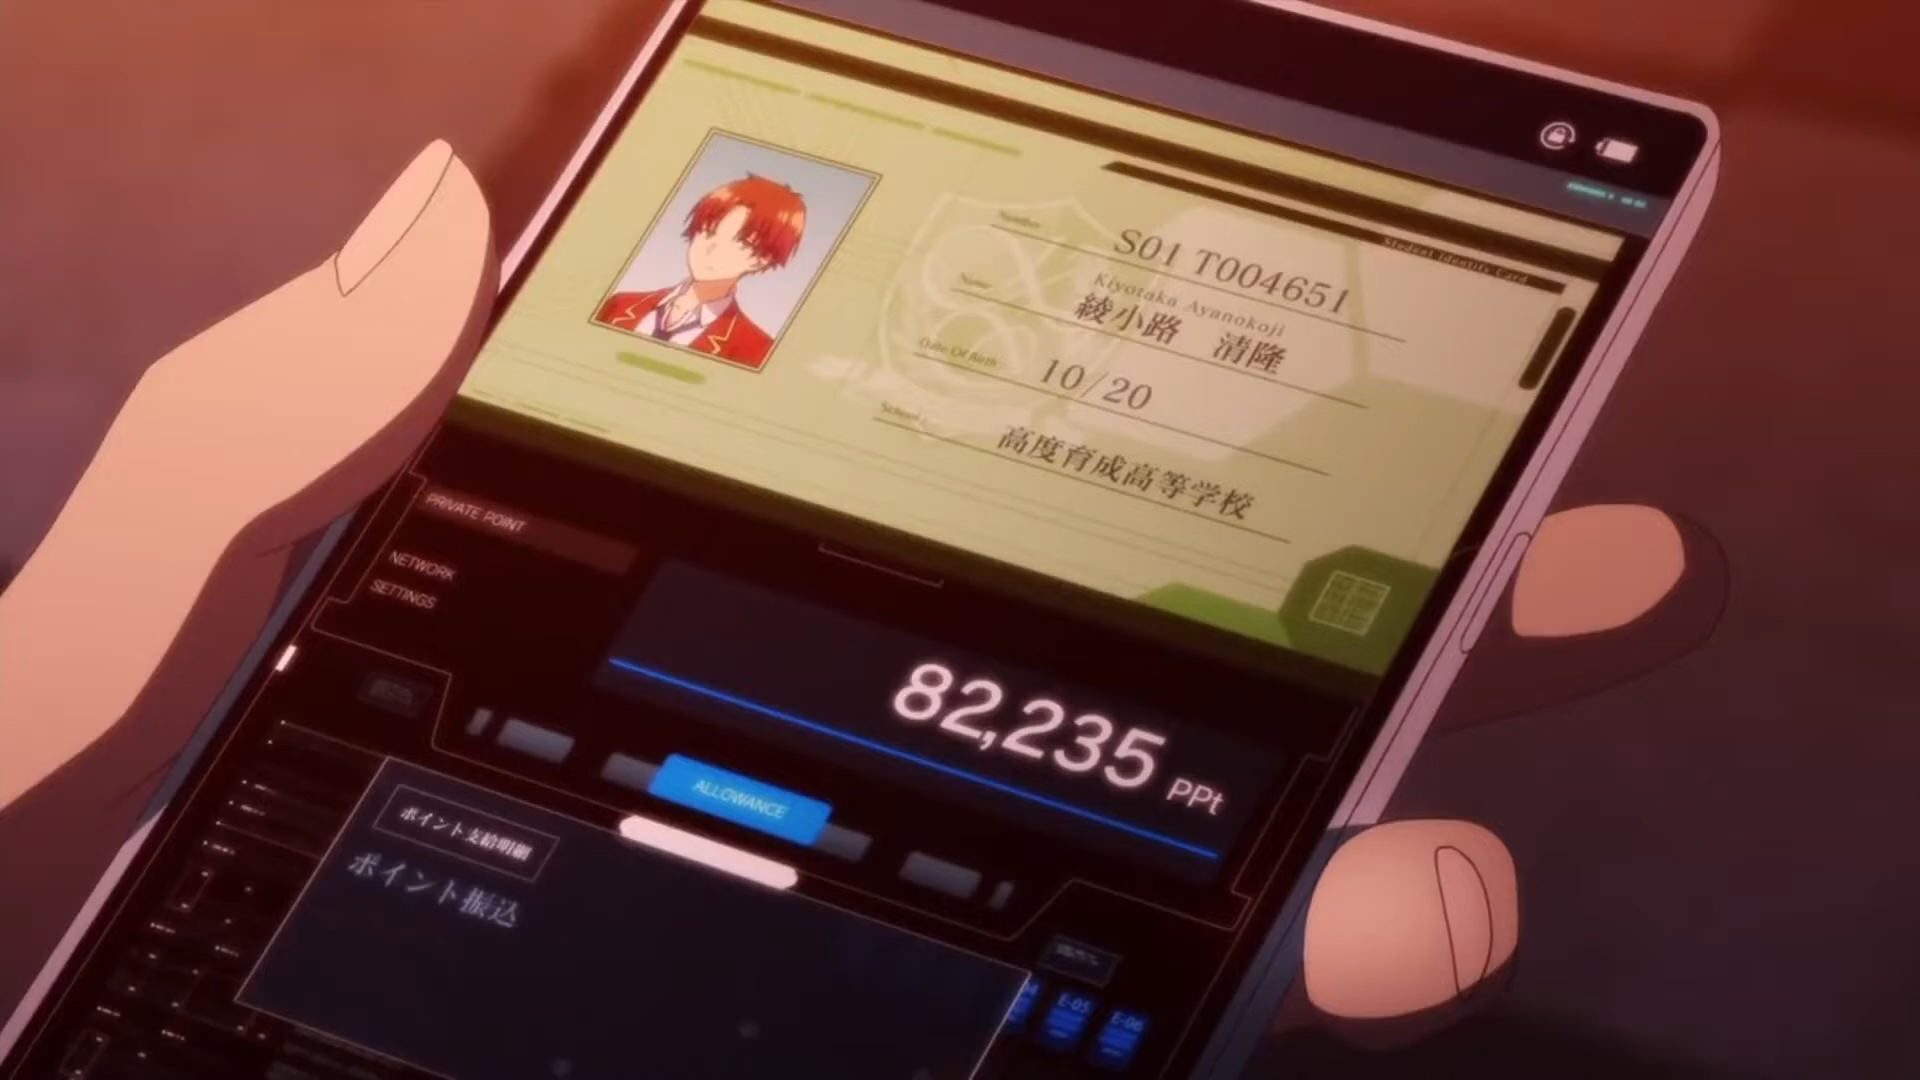 Student Identify Card
Number
S01 T004651
Kiyotaka Ayanokoji
Name
綾小路 清隆
Date Of Birth
10/20
School
高度育成高等学校
PRIVATE POINT
NETWORK
SETTINGS
82,235 PPt
ALLOWANCE
ポイント支給明細
ポイント振込
E-05
E-06